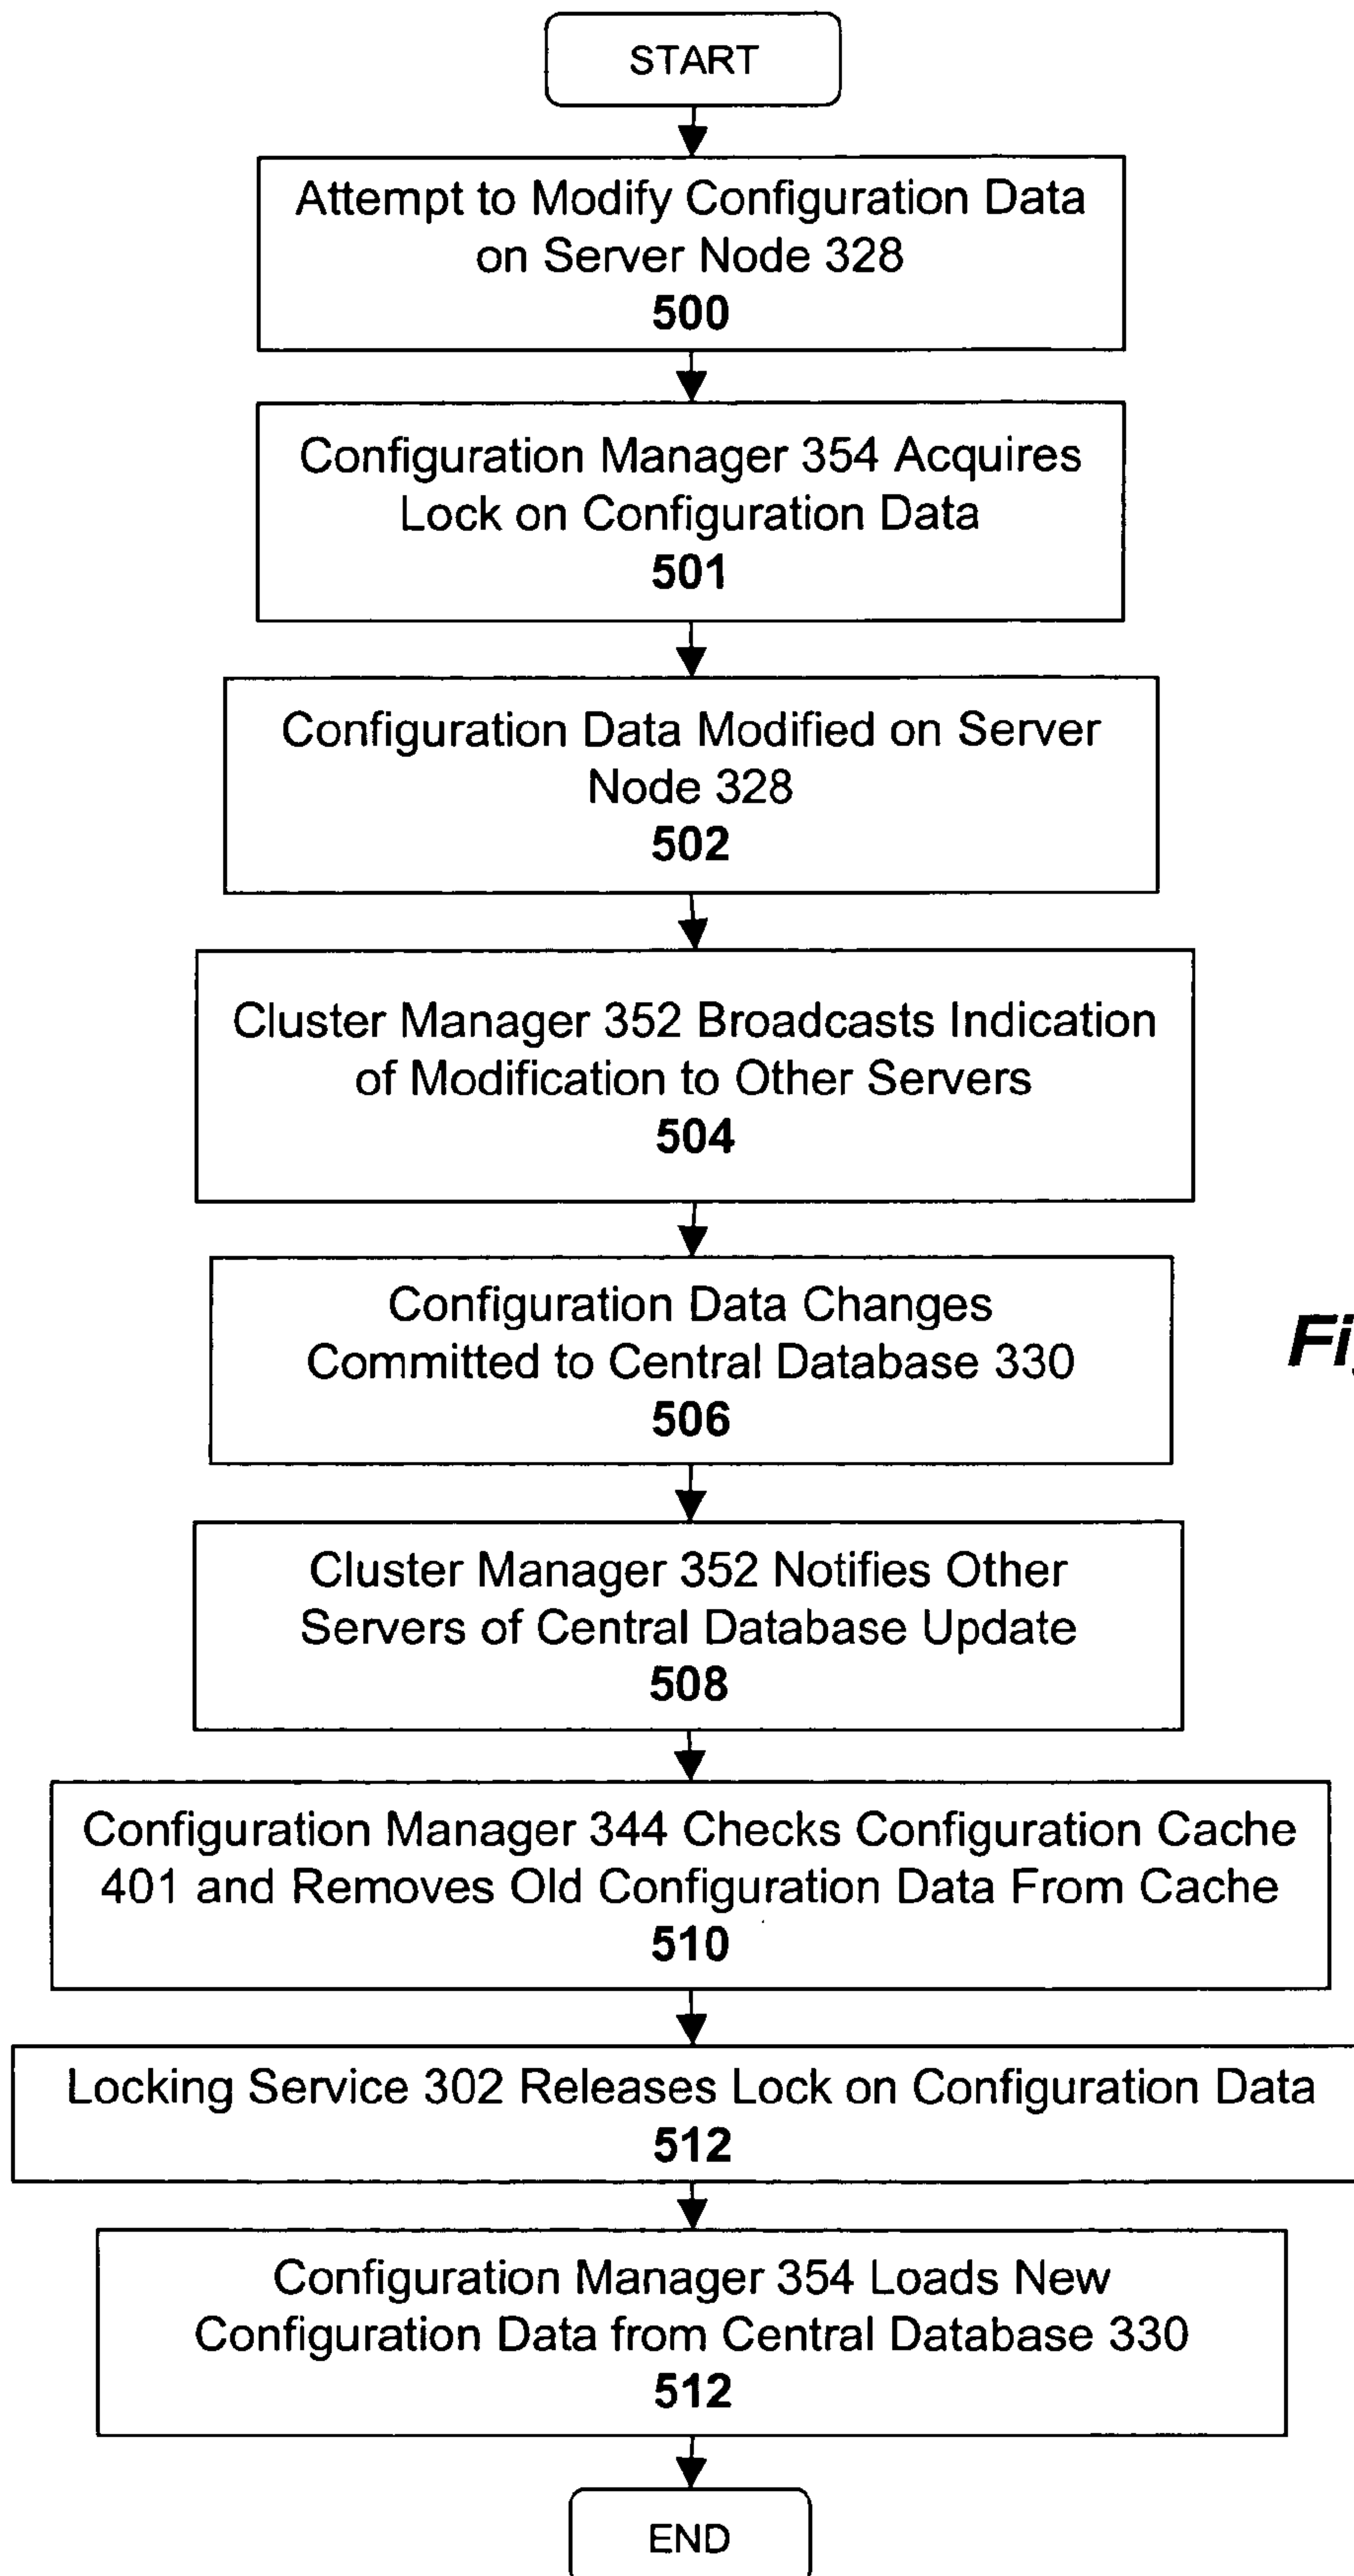 START
Attempt to Modify Configuration Data
on Server Node 328
500
Configuration Manager 354 Acquires
Lock on Configuration Data
501
Configuration Data Modified on Server
Node 328
502
Cluster Manager 352 Broadcasts Indication
of Modification to Other Servers
504
Configuration Data Changes
Committed to Central Database 330
506
Cluster Manager 352 Notifies Other
Servers of Central Database Update
508
Configuration Manager 344 Checks Configuration Cache
401 and Removes Old Configuration Data From Cache
510
Locking Service 302 Releases Lock on Configuration Data
512
Configuration Manager 354 Loads New
Configuration Data from Central Database 330
512
END